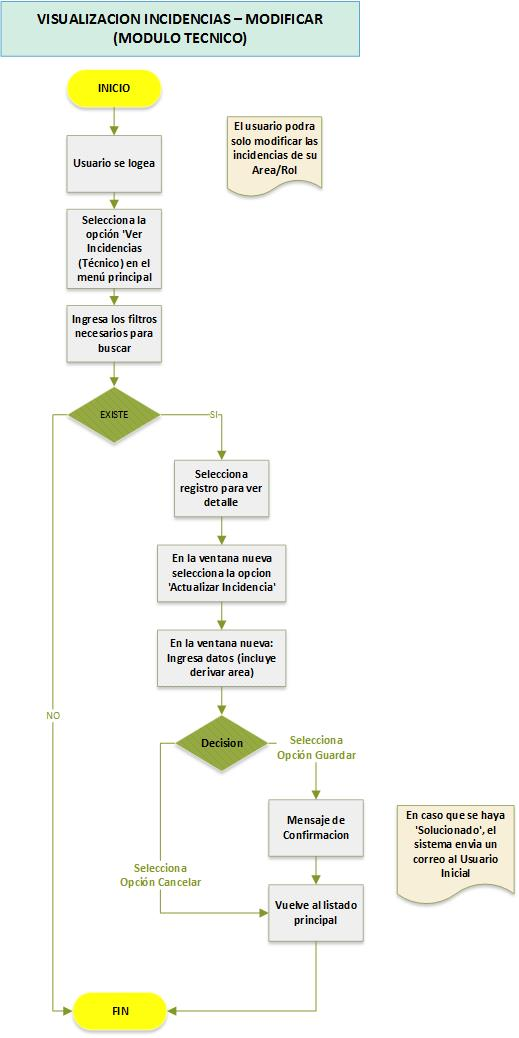 VISUALIZACION INCIDENCIAS – MODIFICAR
(MODULO TECNICO)
INICIO
El usuario podra
solo modificar las
incidencias de su
Area/Rol
Usuario se logea
Selecciona la
opción 'Ver
Incidencias
(Técnico) en el
menú principal
Ingresa los filtros
necesarios para
buscar
EXISTE
SI
Selecciona
registro para ver
detalle
En la ventana nueva
selecciona la opcion
'Actualizar Incidencia'
En la ventana nueva:
Ingresa datos (incluye
derivar area)
NO
Decision
Selecciona
Opción Guardar
Mensaje de
Confirmacion
En caso que se haya
'Solucionado', el
sistema envia un
correo al Usuario
Inicial
Selecciona
Opción Cancelar
Vuelve al listado
principal
FIN